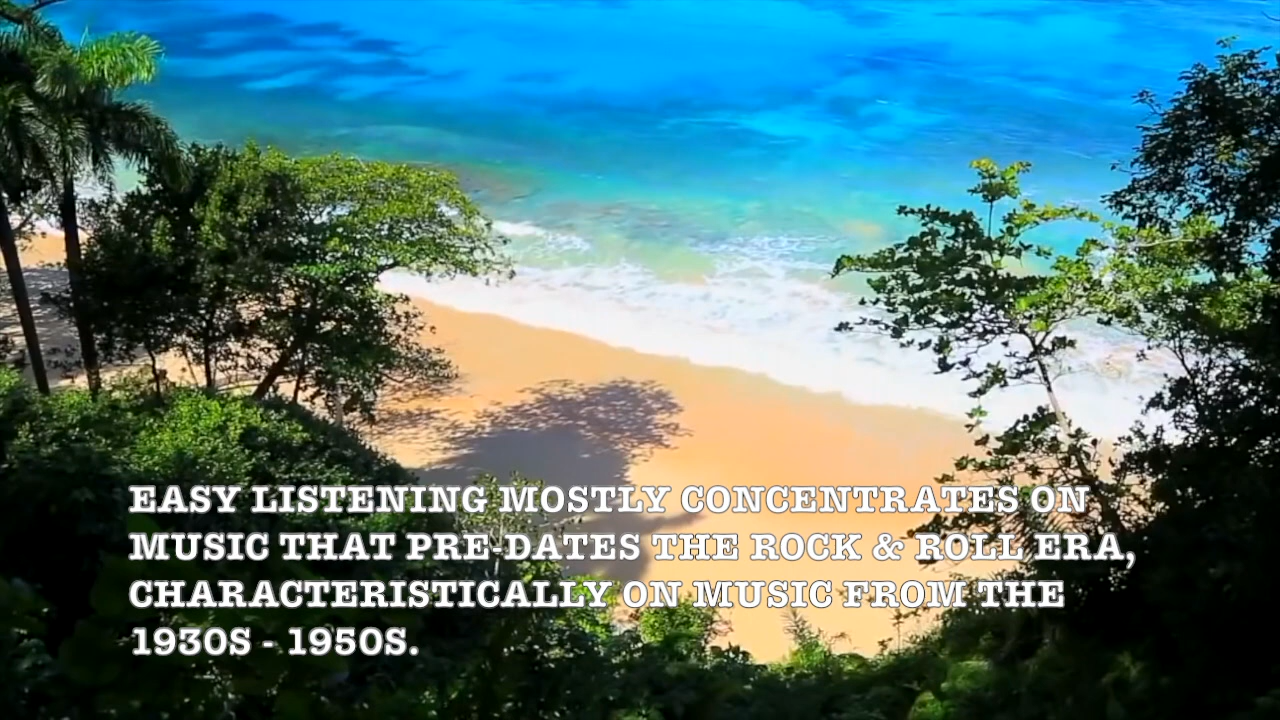 EASY LISTENING MOSTLY CONCENTRATES ON
MUSIC THAT PRE-DATES THE ROCK & ROLL ERA,
CHARACTERISTICALLY ON MUSIC FROM THE
1930S - 1950S.